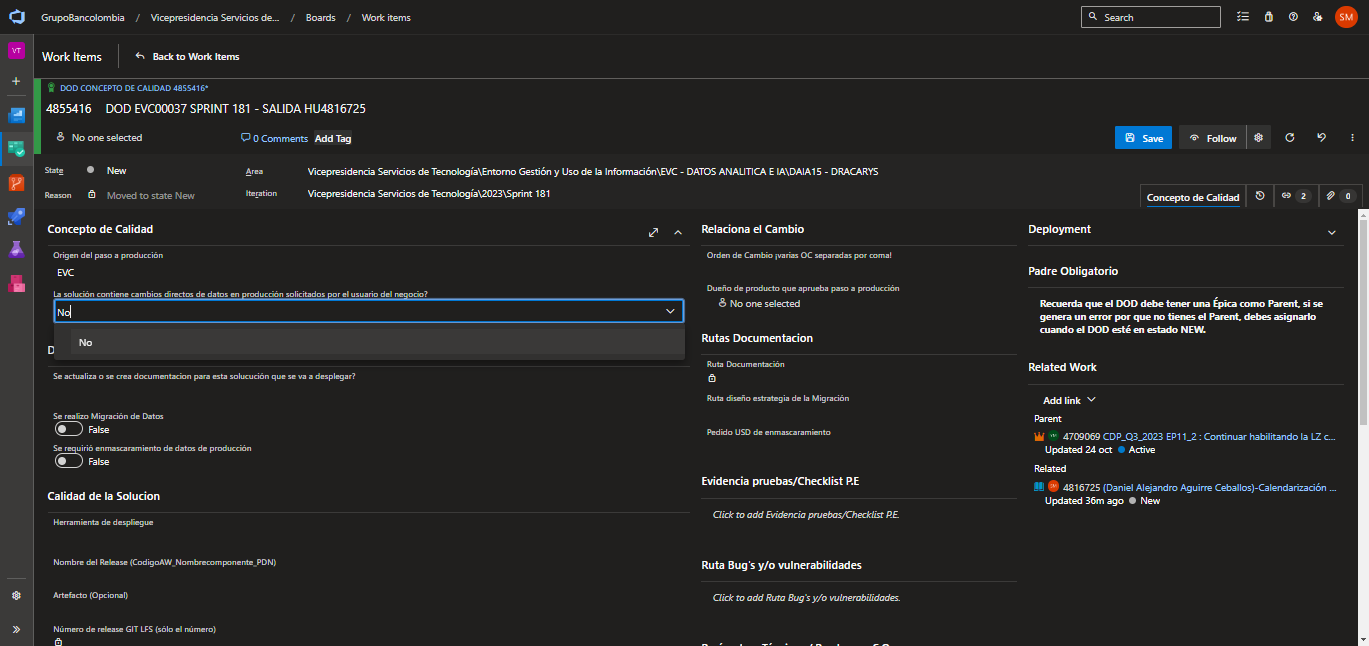 GrupoBancolombia / Vicepresidencia Servicios de... / Boards / Work items
Search
SM
VT
Work Items
Back to Work Items
DOD CONCEPTO DE CALIDAD 4855416*
4855416 DOD EVC00037 SPRINT 181 - SALIDA HU4816725
No one selected
0 Comments
Add Tag
Save
Follow
State
New
Area
Vicepresidencia Servicios de Tecnología\Entorno Gestión y Uso de la Información\EVC - DATOS ANALITICA E IA\DAIA15 - DRACARYS
Reason
Moved to state New
Iteration
Vicepresidencia Servicios de Tecnología\2023\Sprint 181
Concepto de Calidad
2
0
Concepto de Calidad
Origen del paso a producción
EVC
La solución contiene cambios directos de datos en producción solicitados por el usuario del negocio?
No
No
D
Se actualiza o se crea documentacion para esta solucución que se va a desplegar?
Se realizo Migración de Datos
False
Se requirió enmascaramiento de datos de producción
False
Calidad de la Solucion
Herramienta de despliegue
Nombre del Release (CodigoAW_Nombrecomponente_PDN)
Artefacto (Opcional)
Número de release GIT LFS (sólo el número)
Relaciona el Cambio
Orden de Cambio ¡varias OC separadas por coma!
Dueño de producto que aprueba paso a producción
No one selected
Rutas Documentacion
Ruta Documentación
Ruta diseño estrategia de la Migración
Pedido USD de enmascaramiento
Evidencia pruebas/Checklist P.E
Click to add Evidencia pruebas/Checklist P.E.
Ruta Bug's y/o vulnerabilidades
Click to add Ruta Bug's y/o vulnerabilidades.
Deployment
Padre Obligatorio
Recuerda que el DOD debe tener una Épica como Parent, si se
genera un error por que no tienes el Parent, debes asignarlo
cuando el DOD esté en estado NEW.
Related Work
Add link
Parent
4709069 CDP_Q3_2023 EP11_2 : Continuar habilitando la LZ c...
Updated 24 oct Active
Related
4816725 (Daniel Alejandro Aguirre Ceballos)-Calendarización ...
Updated 36m ago New